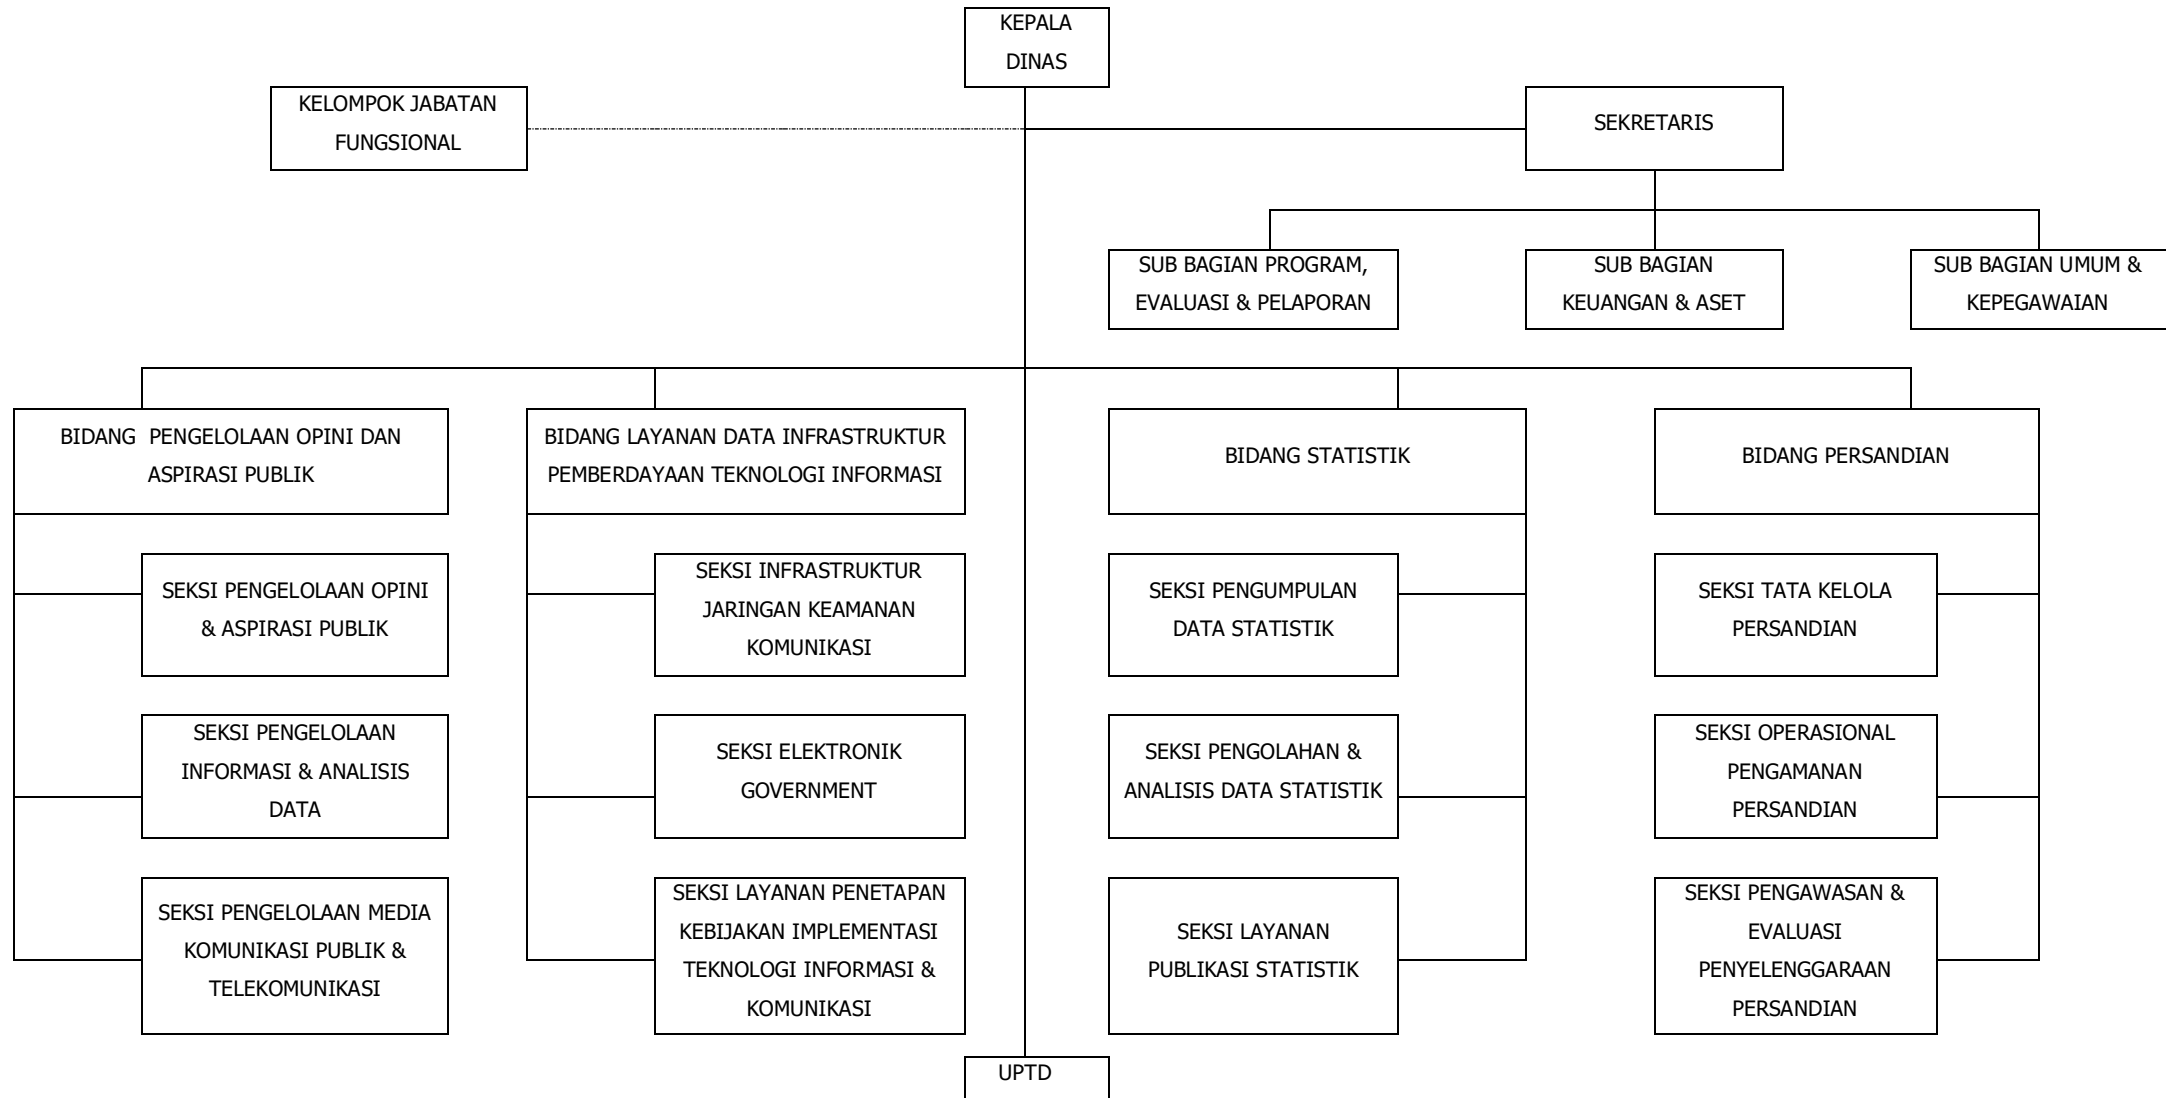 KEPALA
DINAS
KELOMPOK JABATAN
FUNGSIONAL
SEKRETARIS
SUB BAGIAN PROGRAM,
EVALUASI & PELAPORAN
SUB BAGIAN
KEUANGAN & ASET
SUB BAGIAN UMUM &
KEPEGAWAIAN
BIDANG  PENGELOLAAN OPINI DAN
ASPIRASI PUBLIK
BIDANG LAYANAN DATA INFRASTRUKTUR
PEMBERDAYAAN TEKNOLOGI INFORMASI
BIDANG STATISTIK
BIDANG PERSANDIAN
SEKSI PENGELOLAAN OPINI
& ASPIRASI PUBLIK
SEKSI INFRASTRUKTUR
JARINGAN KEAMANAN
KOMUNIKASI
SEKSI PENGUMPULAN
DATA STATISTIK
SEKSI TATA KELOLA
PERSANDIAN
SEKSI PENGELOLAAN
INFORMASI & ANALISIS
DATA
SEKSI ELEKTRONIK
GOVERNMENT
SEKSI PENGOLAHAN &
ANALISIS DATA STATISTIK
SEKSI OPERASIONAL
PENGAMANAN
PERSANDIAN
SEKSI PENGELOLAAN MEDIA
KOMUNIKASI PUBLIK &
TELEKOMUNIKASI
SEKSI LAYANAN PENETAPAN
KEBIJAKAN IMPLEMENTASI
TEKNOLOGI INFORMASI &
KOMUNIKASI
SEKSI LAYANAN
PUBLIKASI STATISTIK
SEKSI PENGAWASAN &
EVALUASI
PENYELENGGARAAN
PERSANDIAN
UPTD